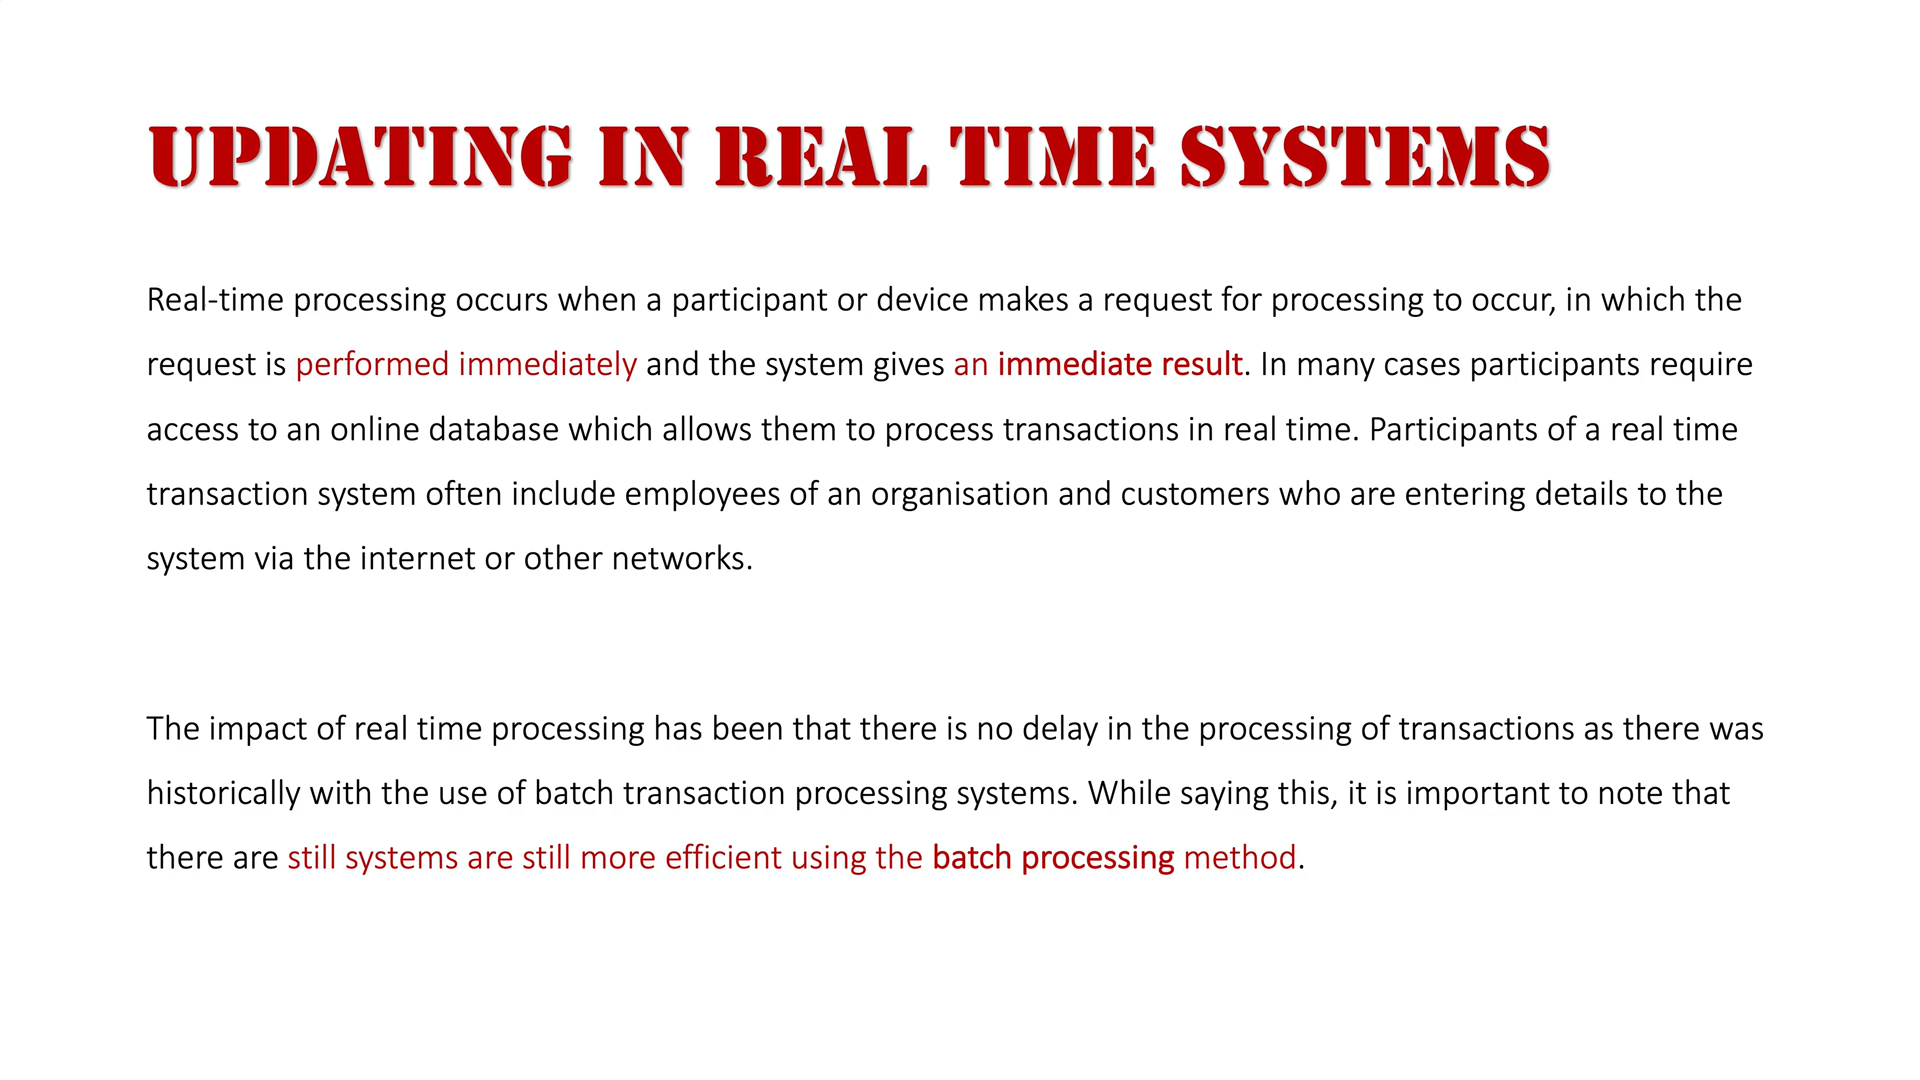 UPDATING IN REAL TIME SYSTEMS
Real-time processing occurs when a participant or device makes a request for processing to occur, in which the
request is performed immediately and the system gives an immediate result. In many cases participants require
access to an online database which allows them to process transactions in real time. Participants of a real time
transaction system often include employees of an organisation and customers who are entering details to the
system via the internet or other networks.
The impact of real time processing has been that there is no delay in the processing of transactions as there was
historically with the use of batch transaction processing systems. While saying this, it is important to note that
there are still systems are still more efficient using the batch processing method.